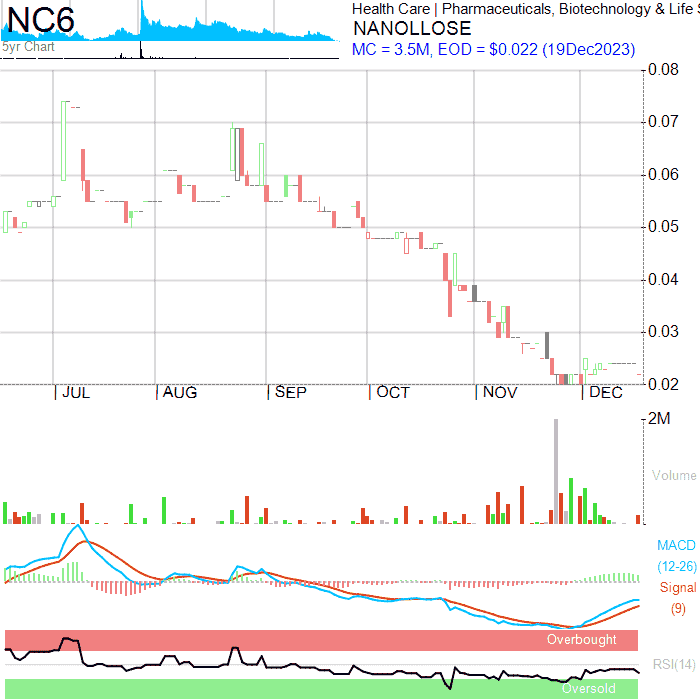 NC6
5yr Chart
Health Care | Pharmaceuticals, Biotechnology & Life S
NANOLLOSE
MC = 3.5M, EOD = $0.022 (19Dec2023)
0.08
0.07
0.06
0.05
0.04
0.03
0.02
JUL AUG SEP OCT NOV DEC
2M
Volume
MACD
(12-26)
Signal
(9)
Overbought
RSI(14)
Oversold